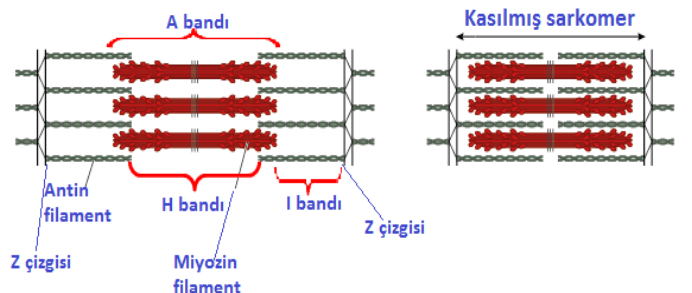 A bandı
Kasılmış sarkomer
Antin
filament
H bandı
I bandı
Z çizgisi
Z çizgisi
Miyozin
filament